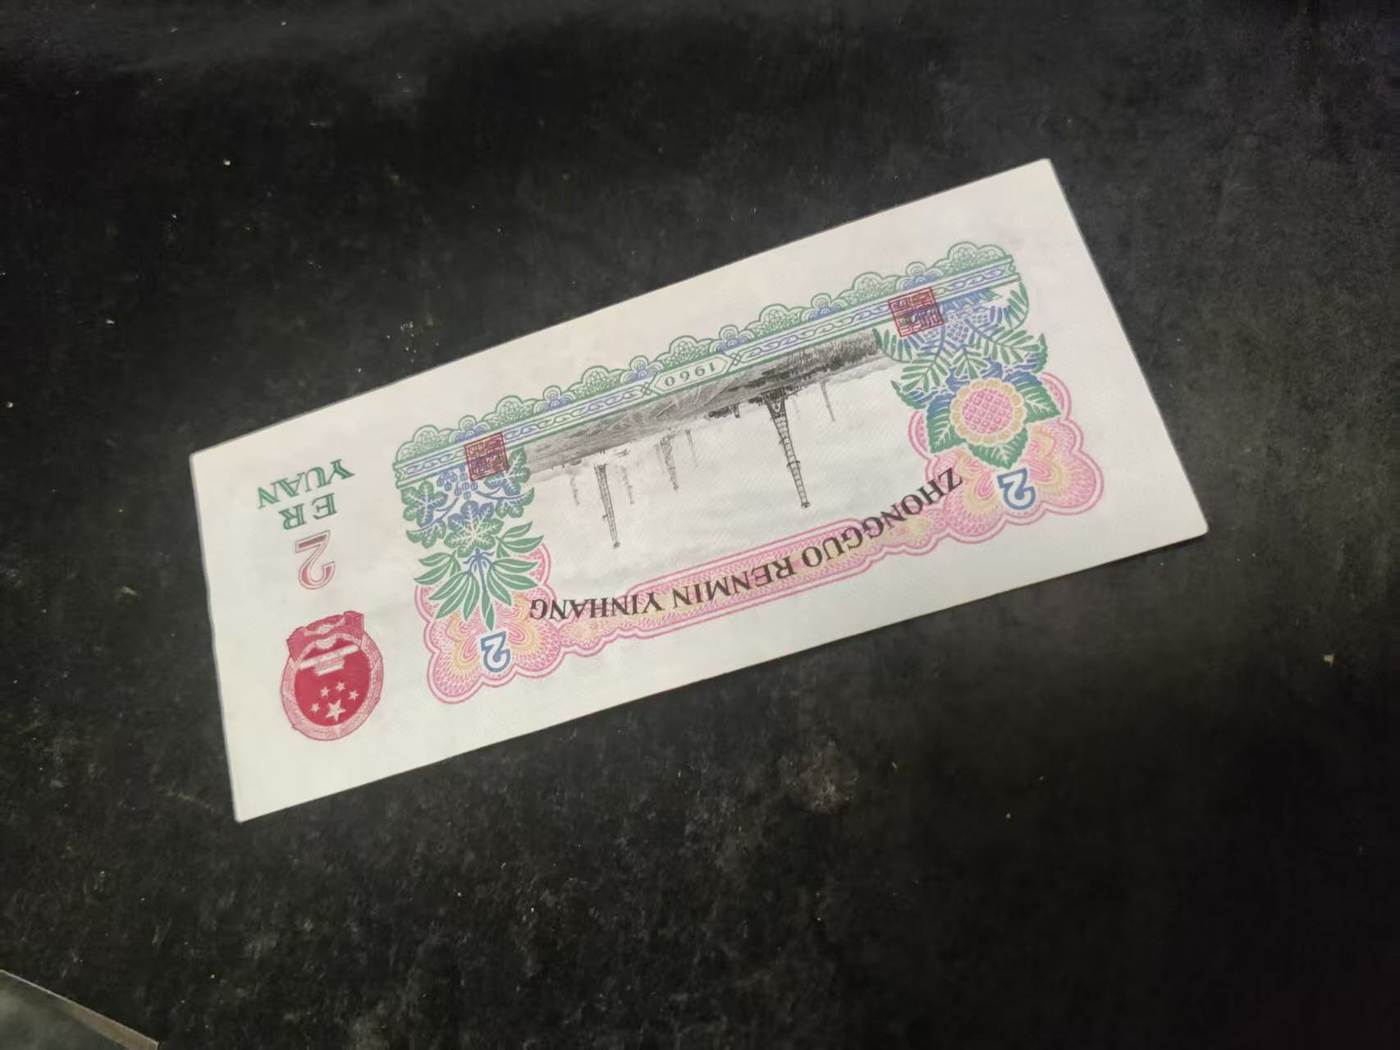 ZHONGGUO RENMIN YINHANG
2
2
2
ER
YUAN
1960